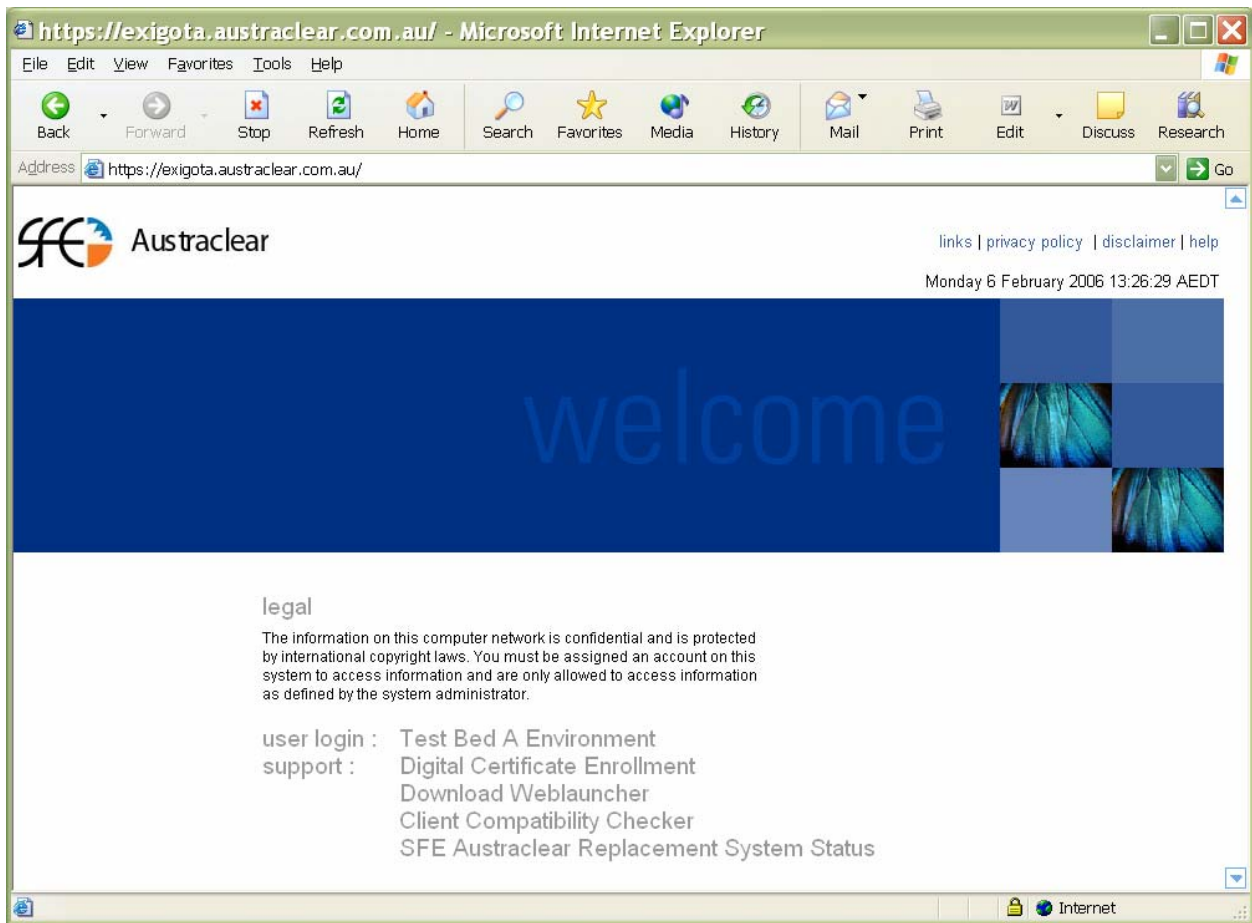 https://exigota.austraclear.com.au/ - Microsoft Internet Explorer
File Edit View Favorites Tools Help
Back Forward Stop Refresh Home Search Favorites Media History Mail Print Edit Discuss Research
Address https://exigota.austraclear.com.au/ Go
SFE Austraclear
links | privacy policy | disclaimer | help
Monday 6 February 2006 13:26:29 AEDT
welcome
legal
The information on this computer network is confidential and is protected
by international copyright laws. You must be assigned an account on this
system to access information and are only allowed to access information
as defined by the system administrator.
user login : Test Bed A Environment
support : Digital Certificate Enrollment
Download Weblauncher
Client Compatibility Checker
SFE Austraclear Replacement System Status
Internet